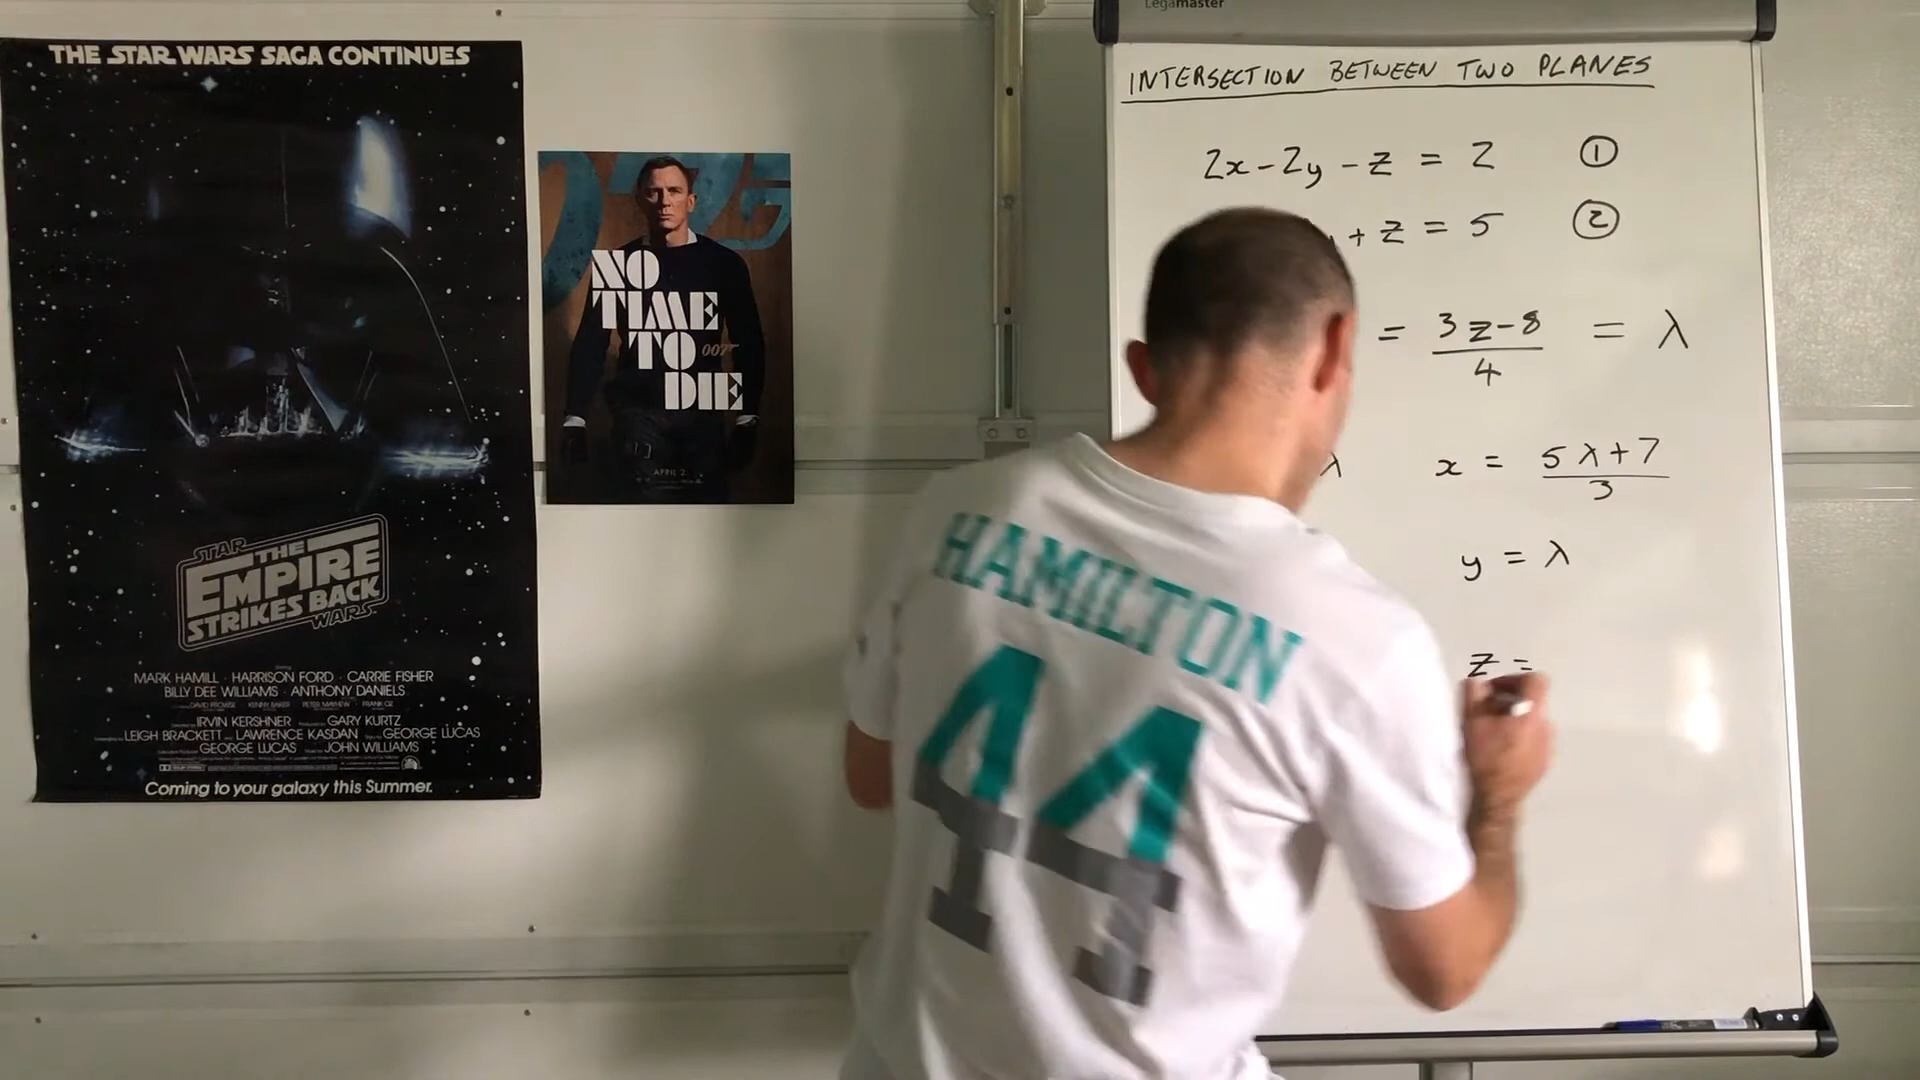 THE STAR WARS SAGA CONTINUES
STAR
THE
EMPIRE
STRIKES BACK
WARS
MARK HAMILL · HARRISON FORD · CARRIE FISHER
BILLY DEE WILLIAMS · ANTHONY DANIELS
IRVIN KERSHNER GARY KURTZ
LEIGH BRACKETT LAWRENCE KASDAN GEORGE LUCAS
GEORGE LUCAS JOHN WILLIAMS
Coming to your galaxy this Summer.
NO
TIME
TO 007
DIE
APRIL 2
Legamaster
INTERSECTION BETWEEN TWO PLANES
2x - 2y - z = 2 ①
+ z = 5 ②
= 3z-8/4 = λ
λ x = 5λ+7/3
y = λ
z =
HAMILTON
44